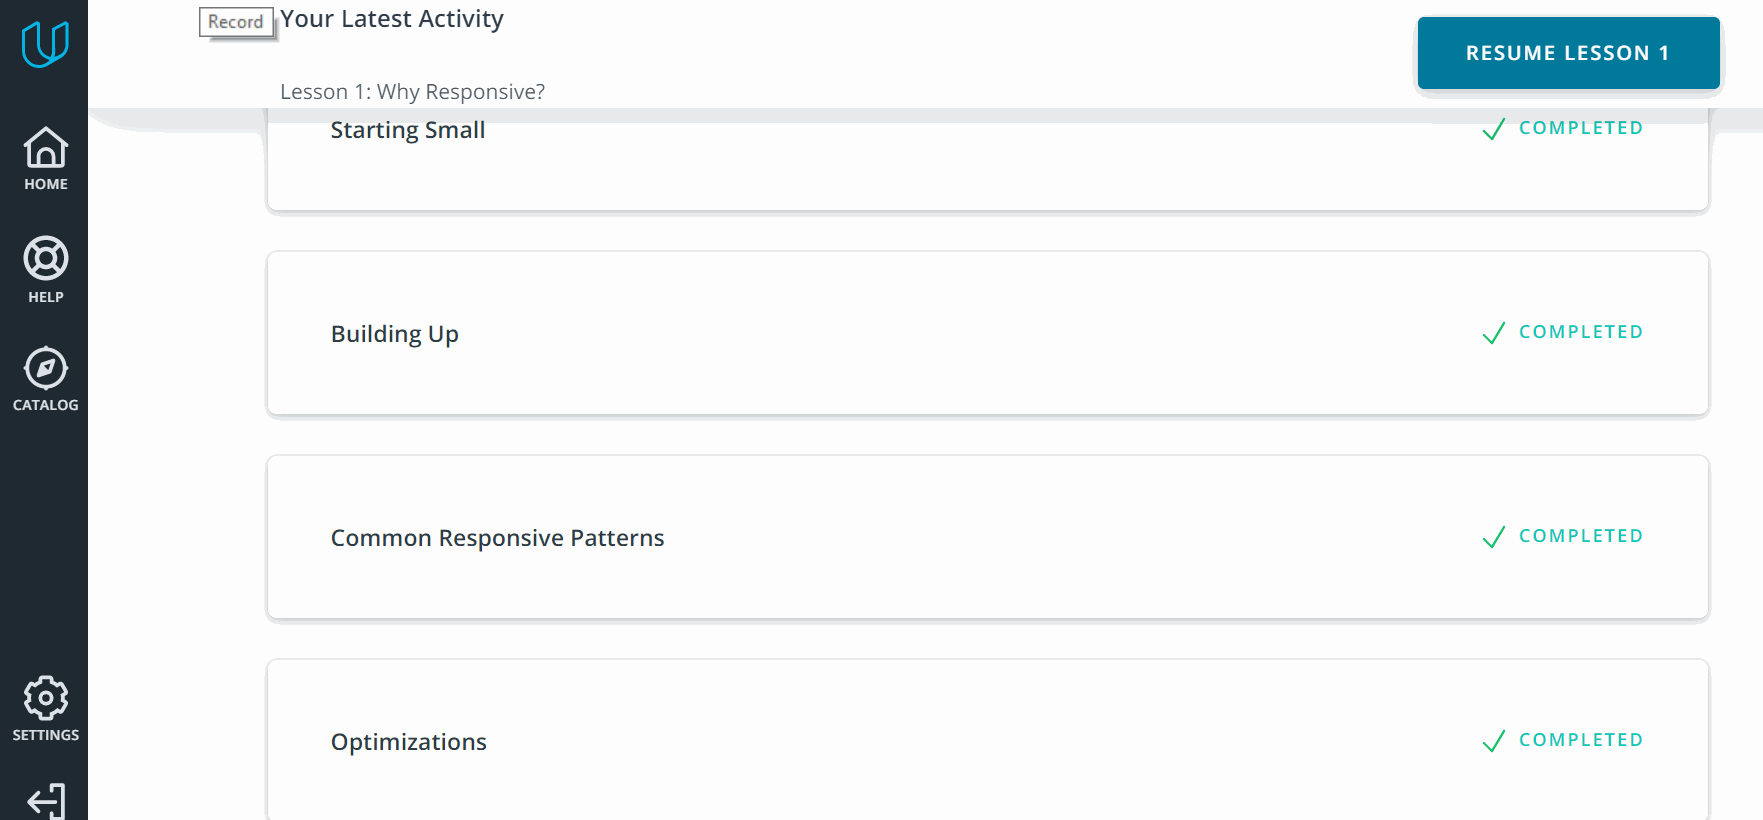 Record
Your Latest Activity
RESUME LESSON 1
Lesson 1: Why Responsive?
Starting Small
COMPLETED
HOME
HELP
Building Up
COMPLETED
CATALOG
Common Responsive Patterns
COMPLETED
SETTINGS
Optimizations
COMPLETED